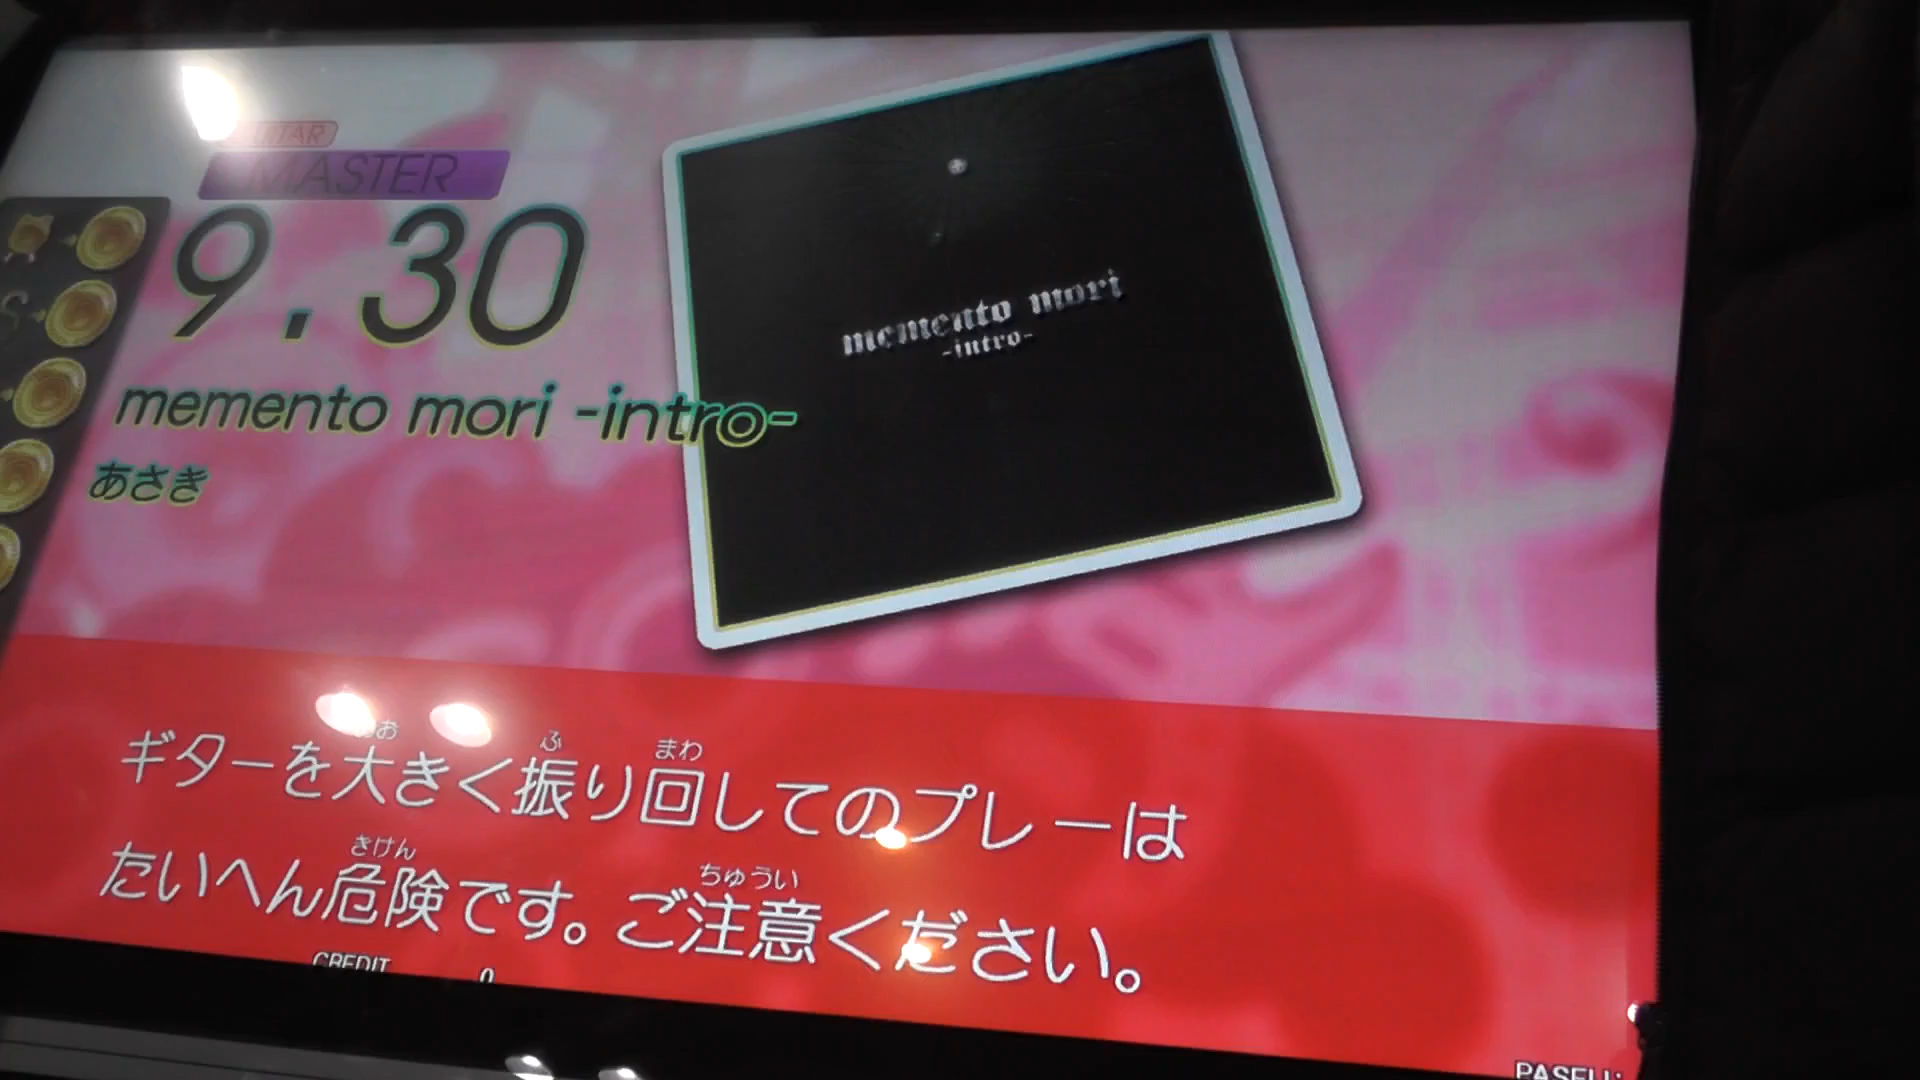 GUITAR
MASTER
9.30
memento mori -intro-
あさき
memento mori
-intro-
ギターを大きく振り回してのプレーは
たいへん危険です。ご注意ください。
CREDIT 0
PASELI: